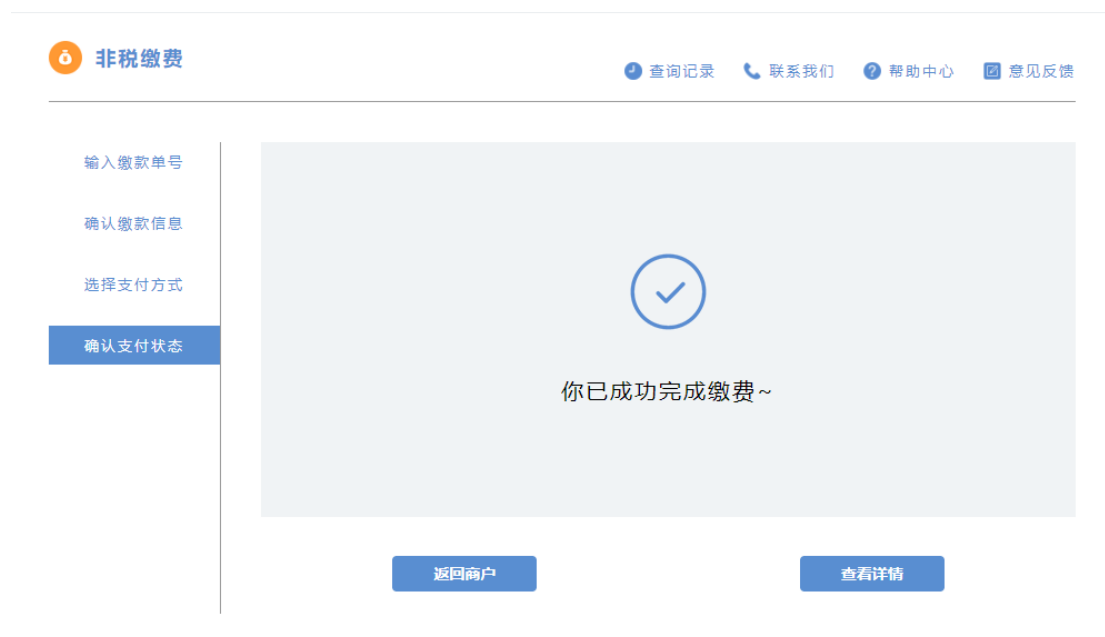 非税缴费
查询记录 联系我们 帮助中心 意见反馈
输入缴款单号
确认缴款信息
选择支付方式
确认支付状态
你已成功完成缴费~
返回商户 查看详情